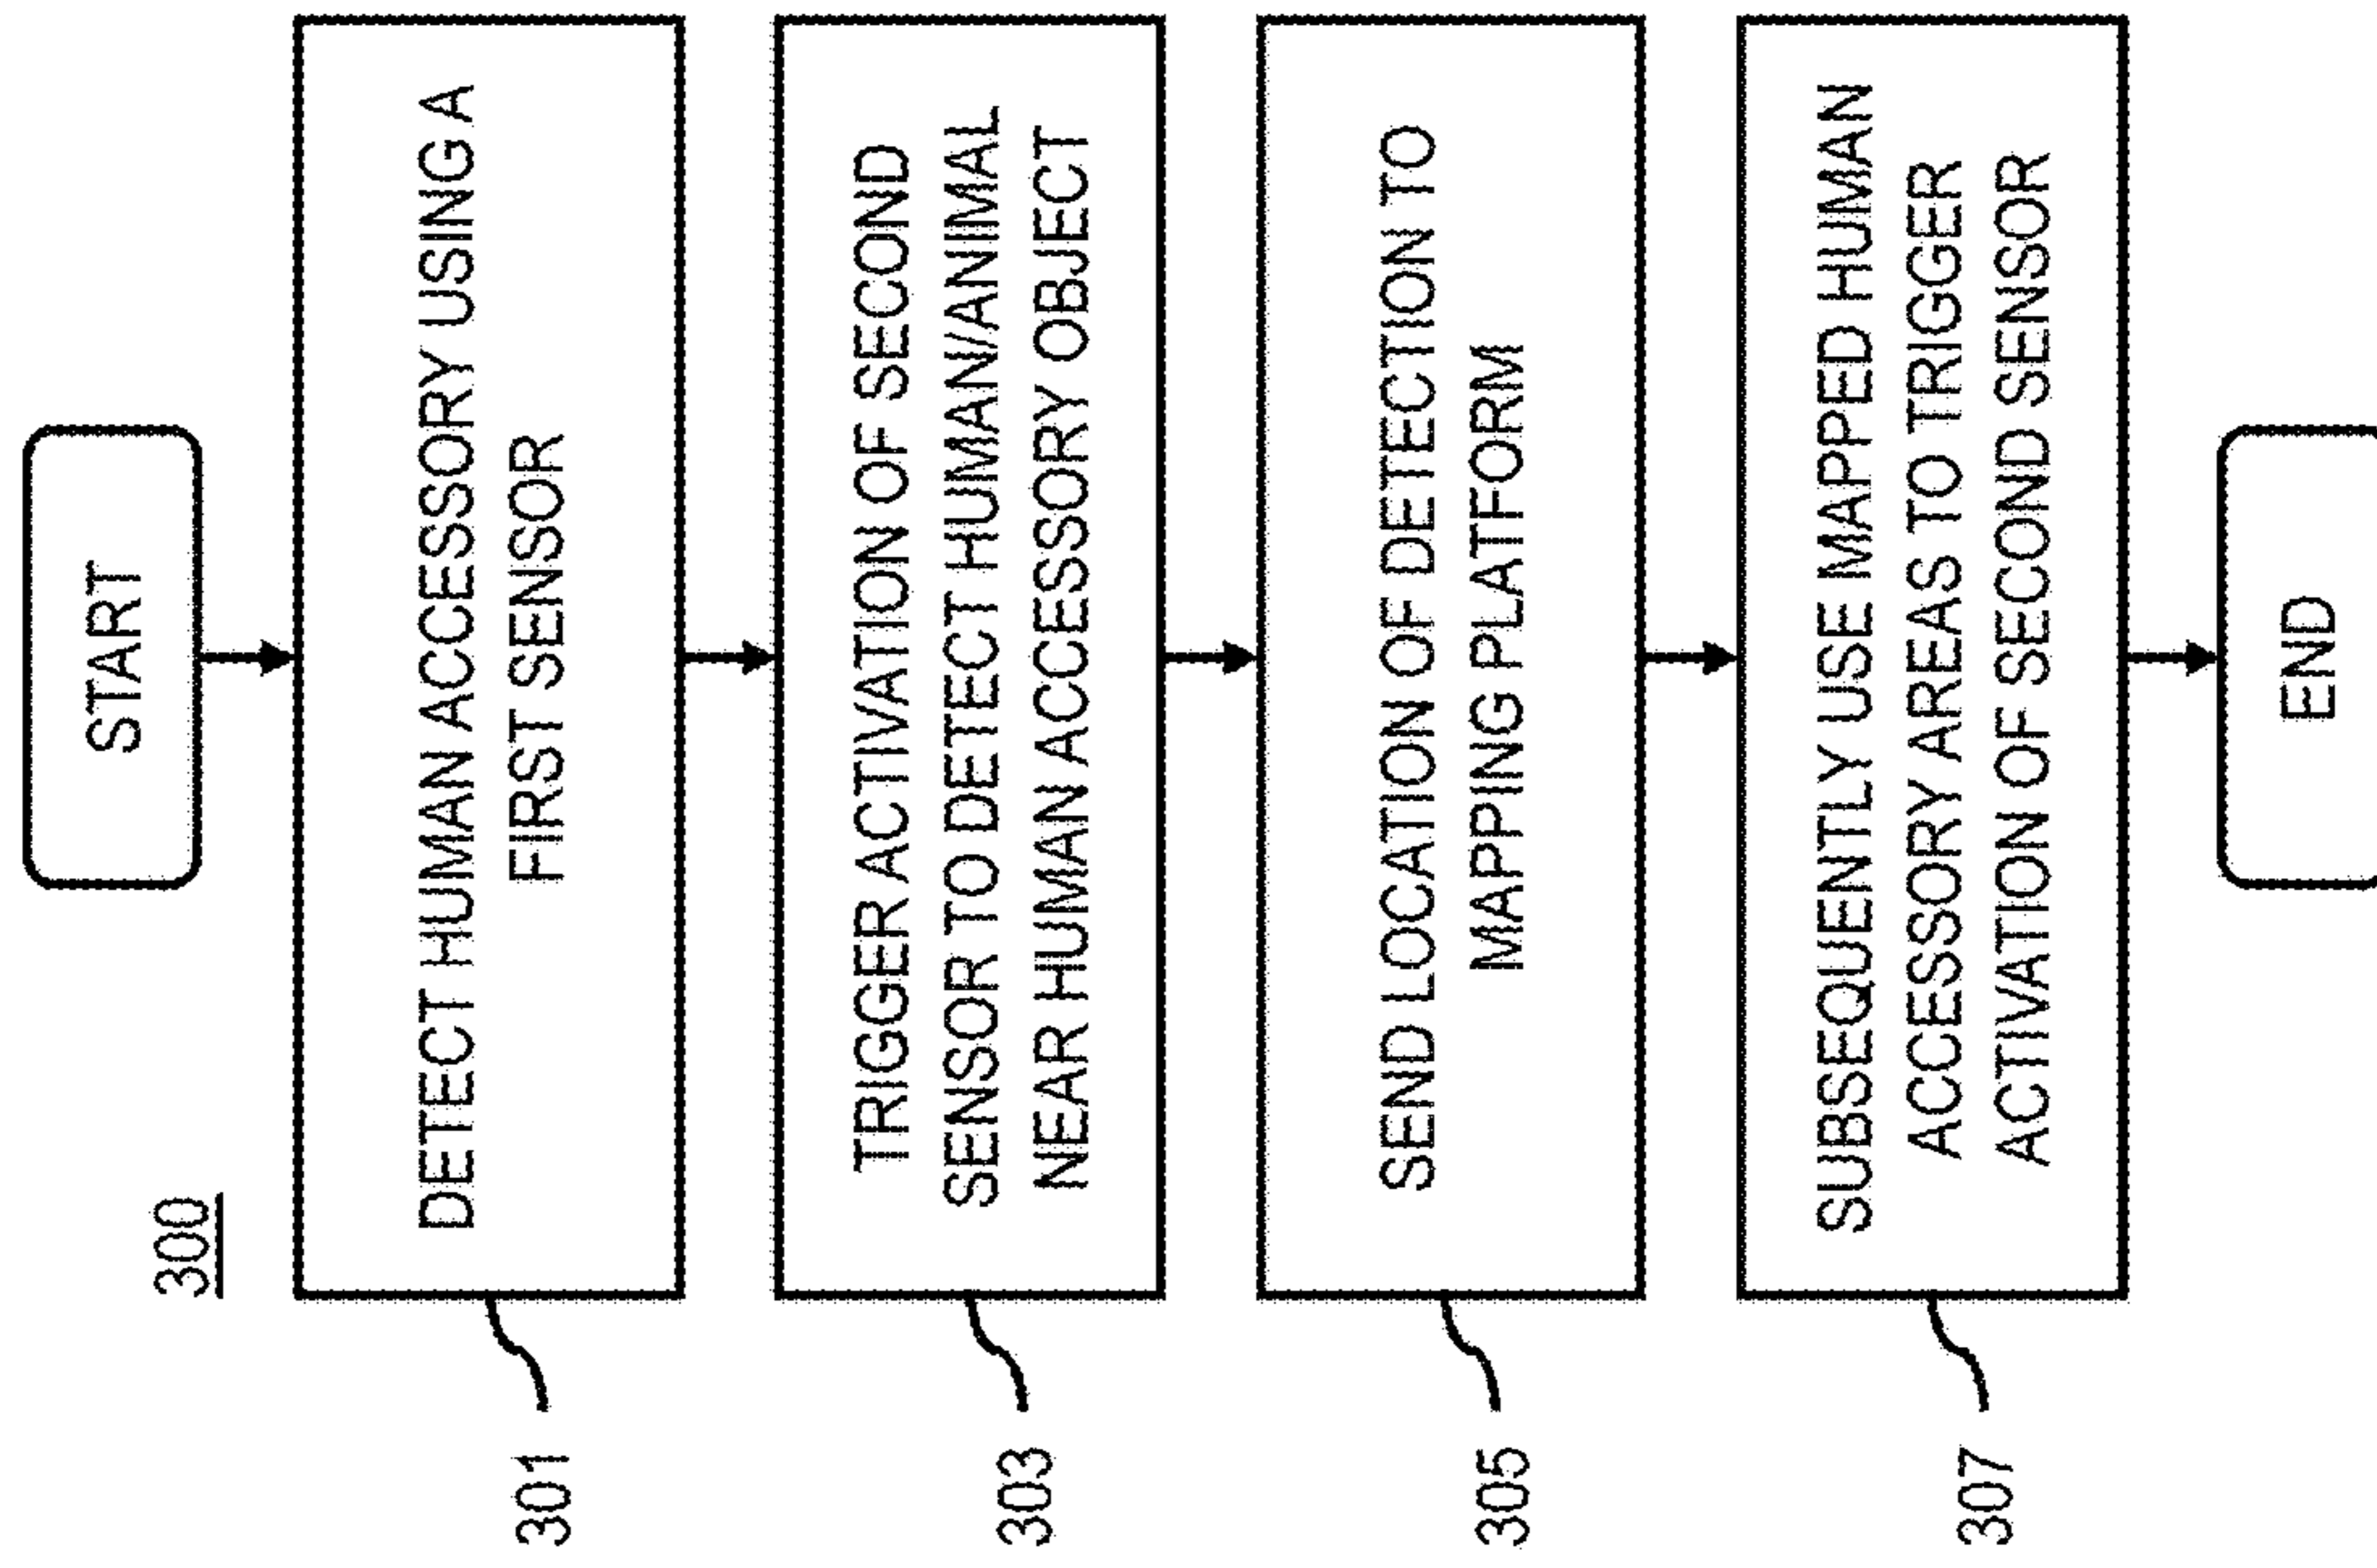 300
START
301
DETECT HUMAN ACCESSORY USING A
FIRST SENSOR
303
TRIGGER ACTIVATION OF SECOND
SENSOR TO DETECT HUMAN/ANIMAL
NEAR HUMAN ACCESSORY OBJECT
305
SEND LOCATION OF DETECTION TO
MAPPING PLATFORM
307
SUBSEQUENTLY USE MAPPED HUMAN
ACCESSORY AREAS TO TRIGGER
ACTIVATION OF SECOND SENSOR
END